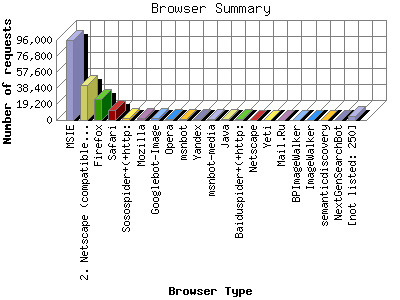 Browser Summary
Number of requests
96,000
76,800
57,600
38,400
19,200
0
MSIE
2. Netscape (compatible...
Firefox
Safari
Sosospider+(+http:
Mozilla
Googlebot-Image
Opera
msnbot
Yandex
msnbot-media
Java
Baiduspider+(+http:
Netscape
Yeti
Mail.Ru
BPImageWalker
ImageWalker
semanticdiscovery
NextGenSearchBot
[not listed: 250]
Browser Type